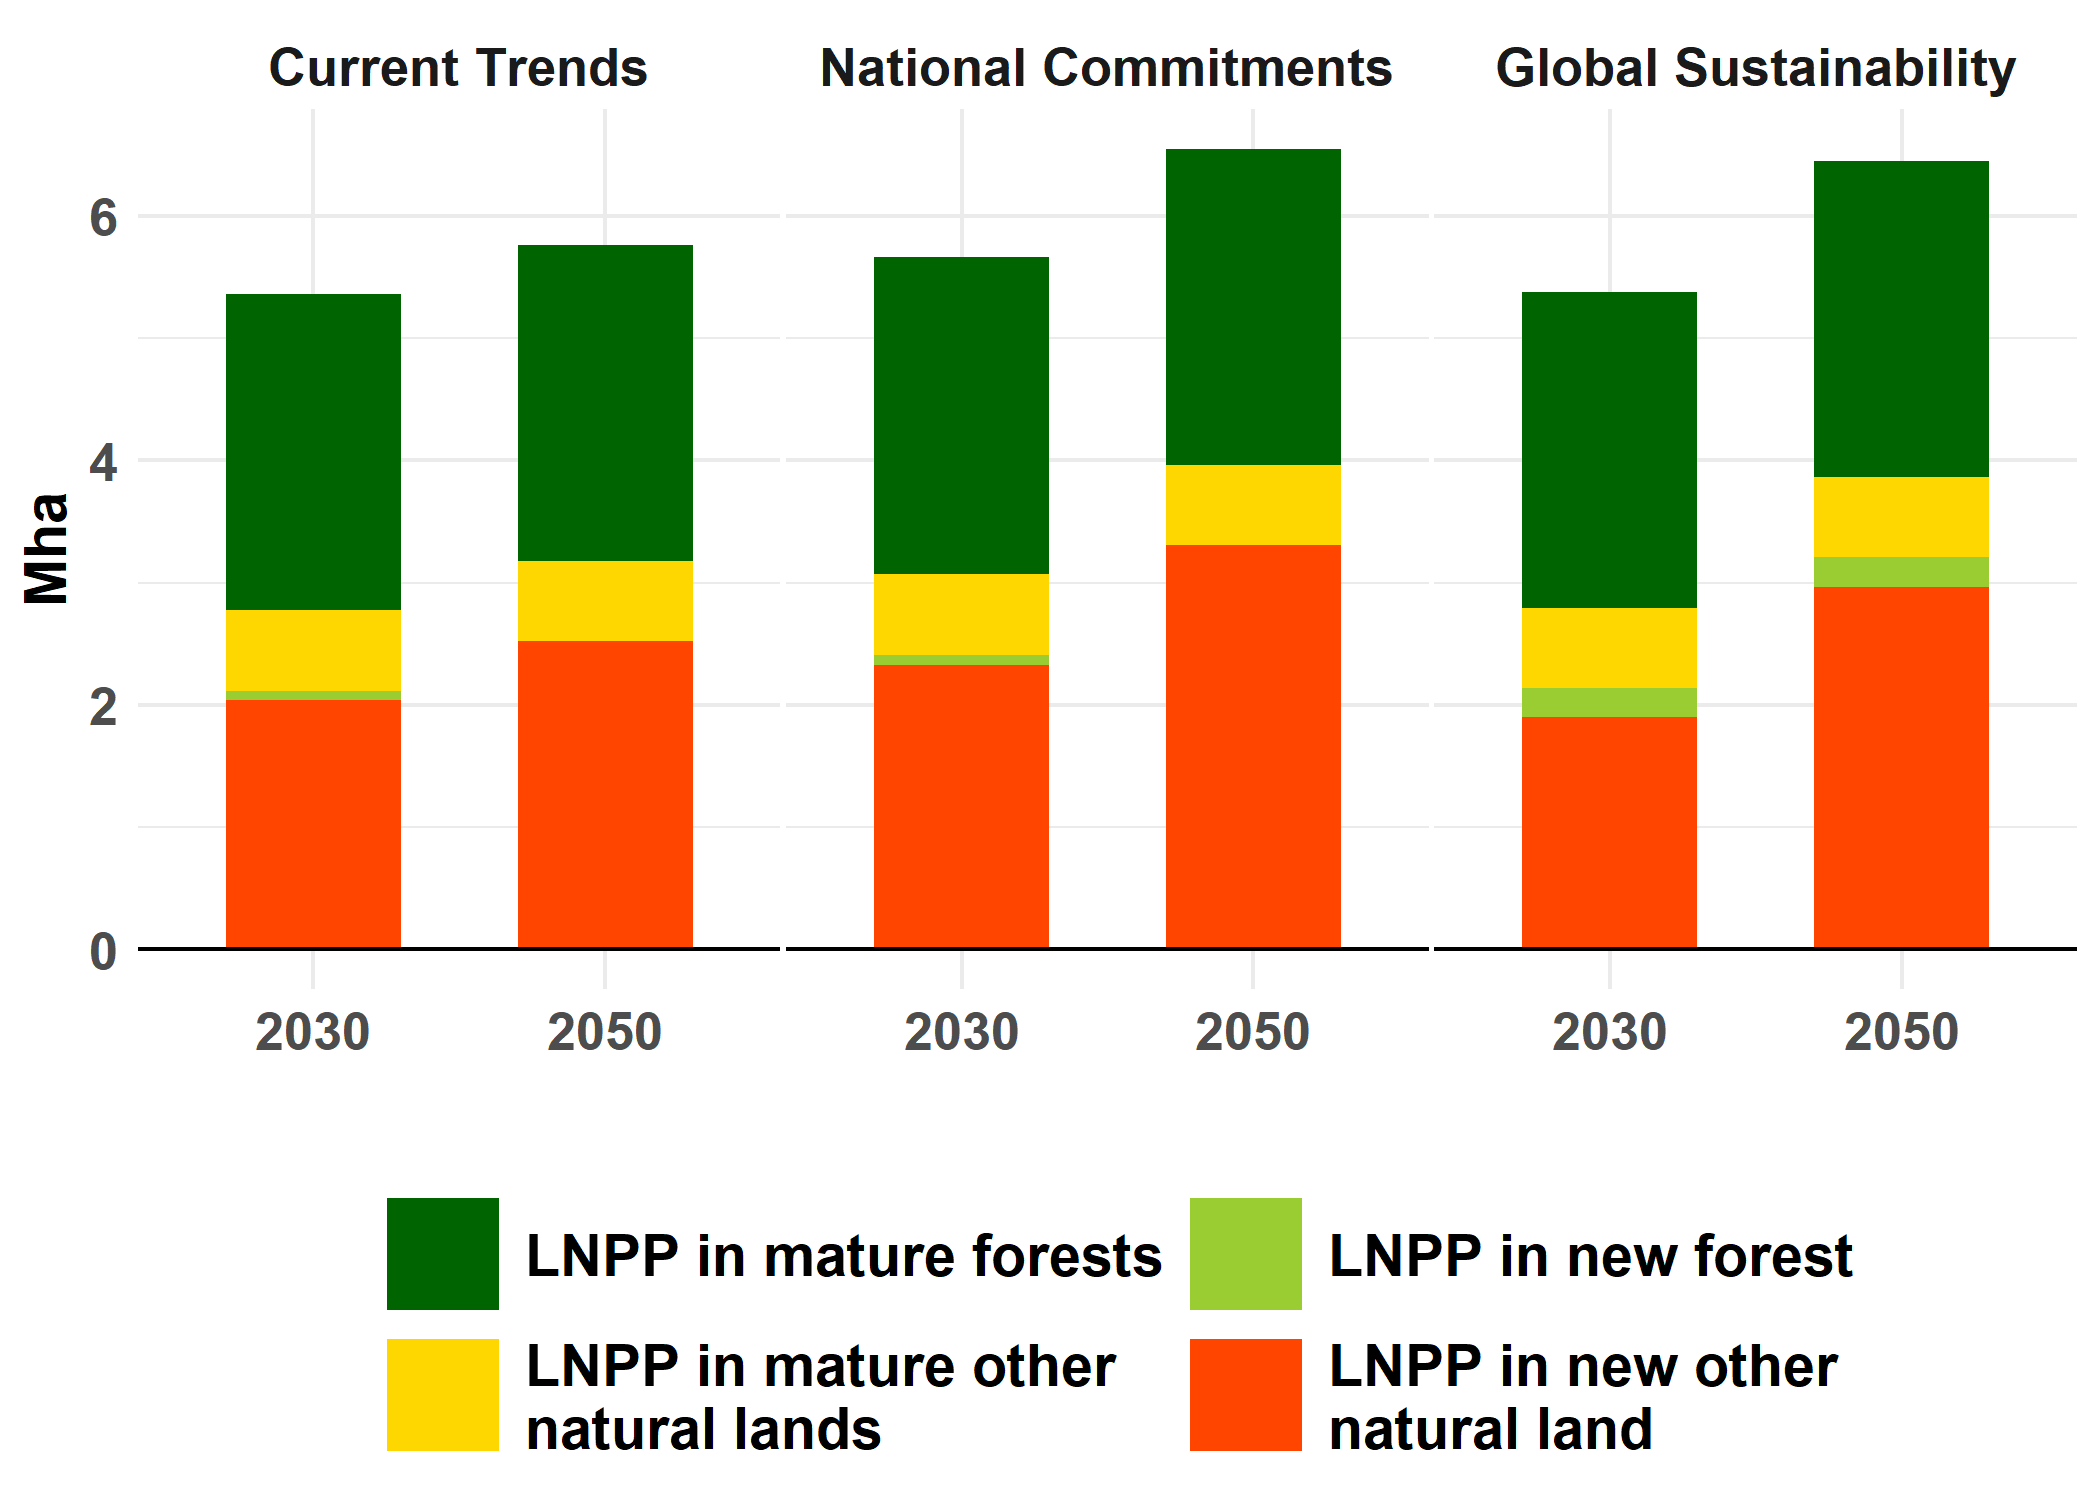 Current Trends
National Commitments
Global Sustainability
Mha
6
4
2
0
2030
2050
2030
2050
2030
2050
LNPP in mature forests
LNPP in new forest
LNPP in mature other
natural lands
LNPP in new other
natural land